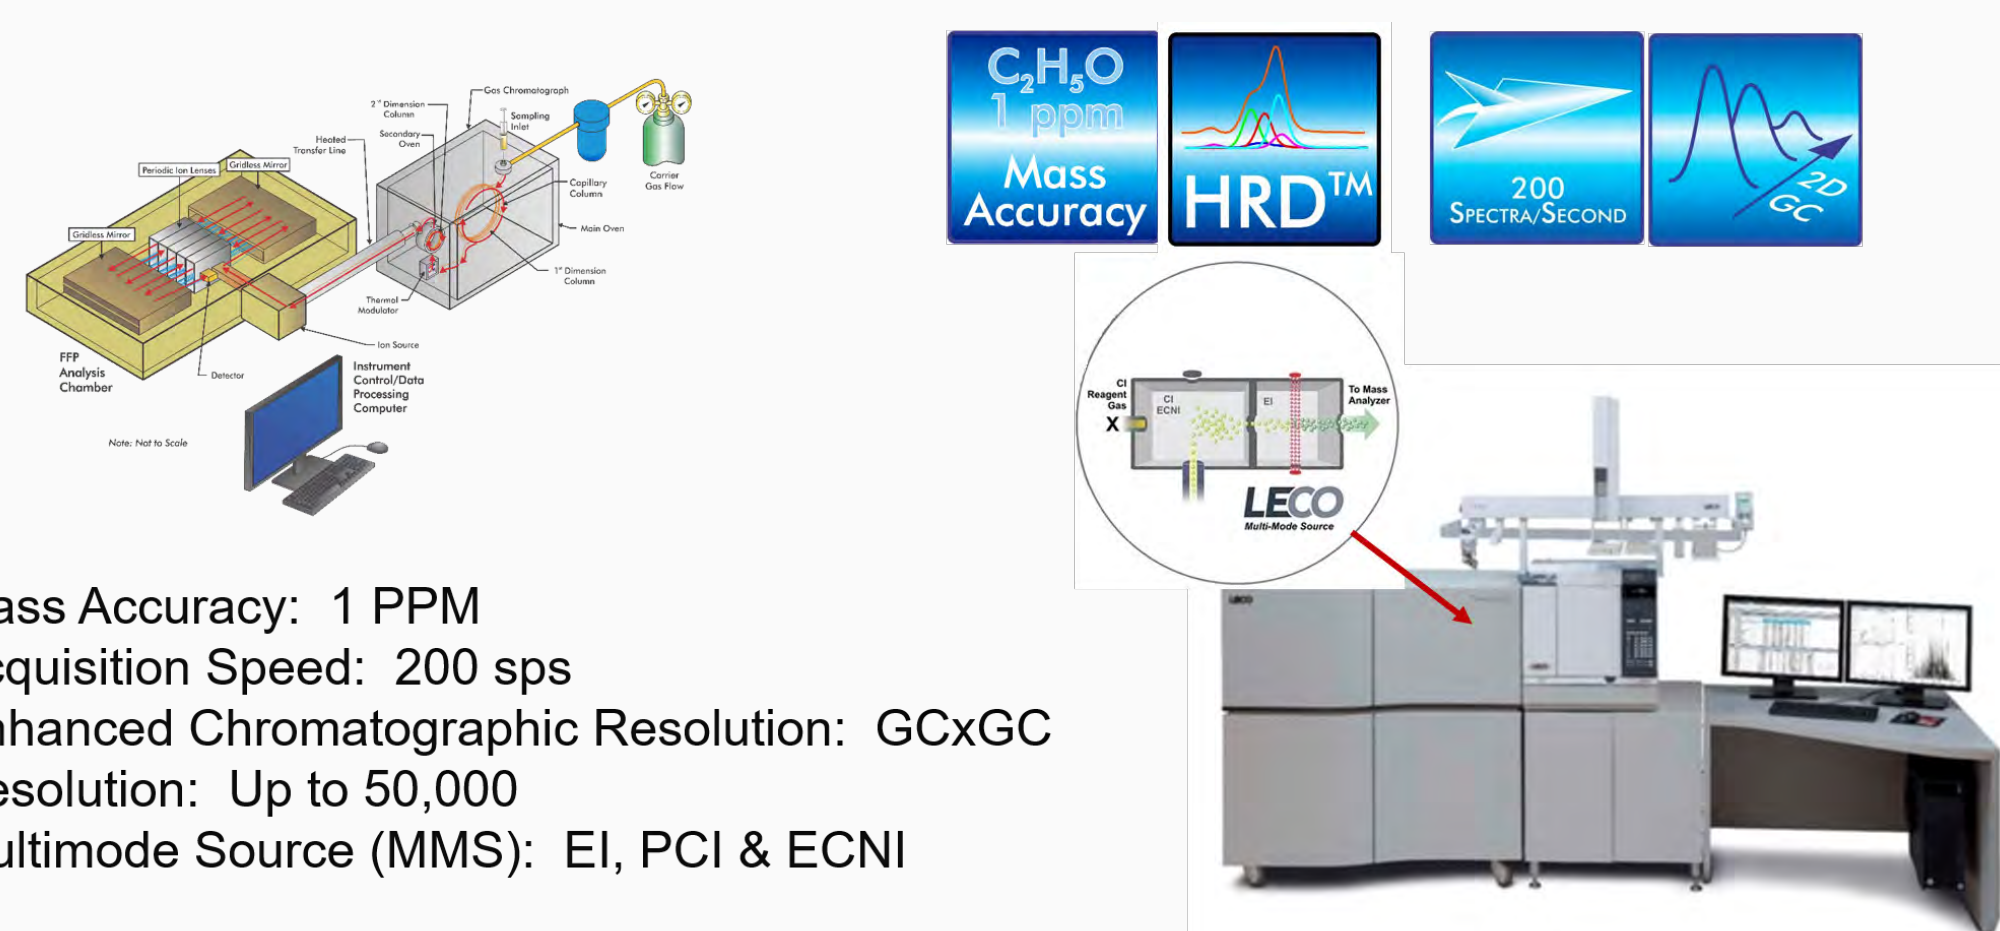 Gas Chromatograph
2nd Dimension
Column
Sampling
Inlet
Secondary
Oven
Heated
Transfer Line
Carrier
Gas Flow
Capillary
Column
Periodic Ion Lenses
Gridless Mirror
Gridless Mirror
Main Oven
1st Dimension
Column
Thermal
Modulator
Ion Source
FFP
Analysis
Chamber
Detector
Instrument
Control/Data
Processing
Computer
Note: Not to Scale
C2H5O
1 ppm
Mass
Accuracy
HRD™
200
SPECTRA/SECOND
2D
GC
CI
Reagent
Gas
X
CI
ECNI
EI
To Mass
Analyzer
LECO
Multi-Mode Source
LECO
ass Accuracy: 1 PPM
cquisition Speed: 200 sps
nhanced Chromatographic Resolution: GCxGC
esolution: Up to 50,000
ultimode Source (MMS): EI, PCI & ECNI